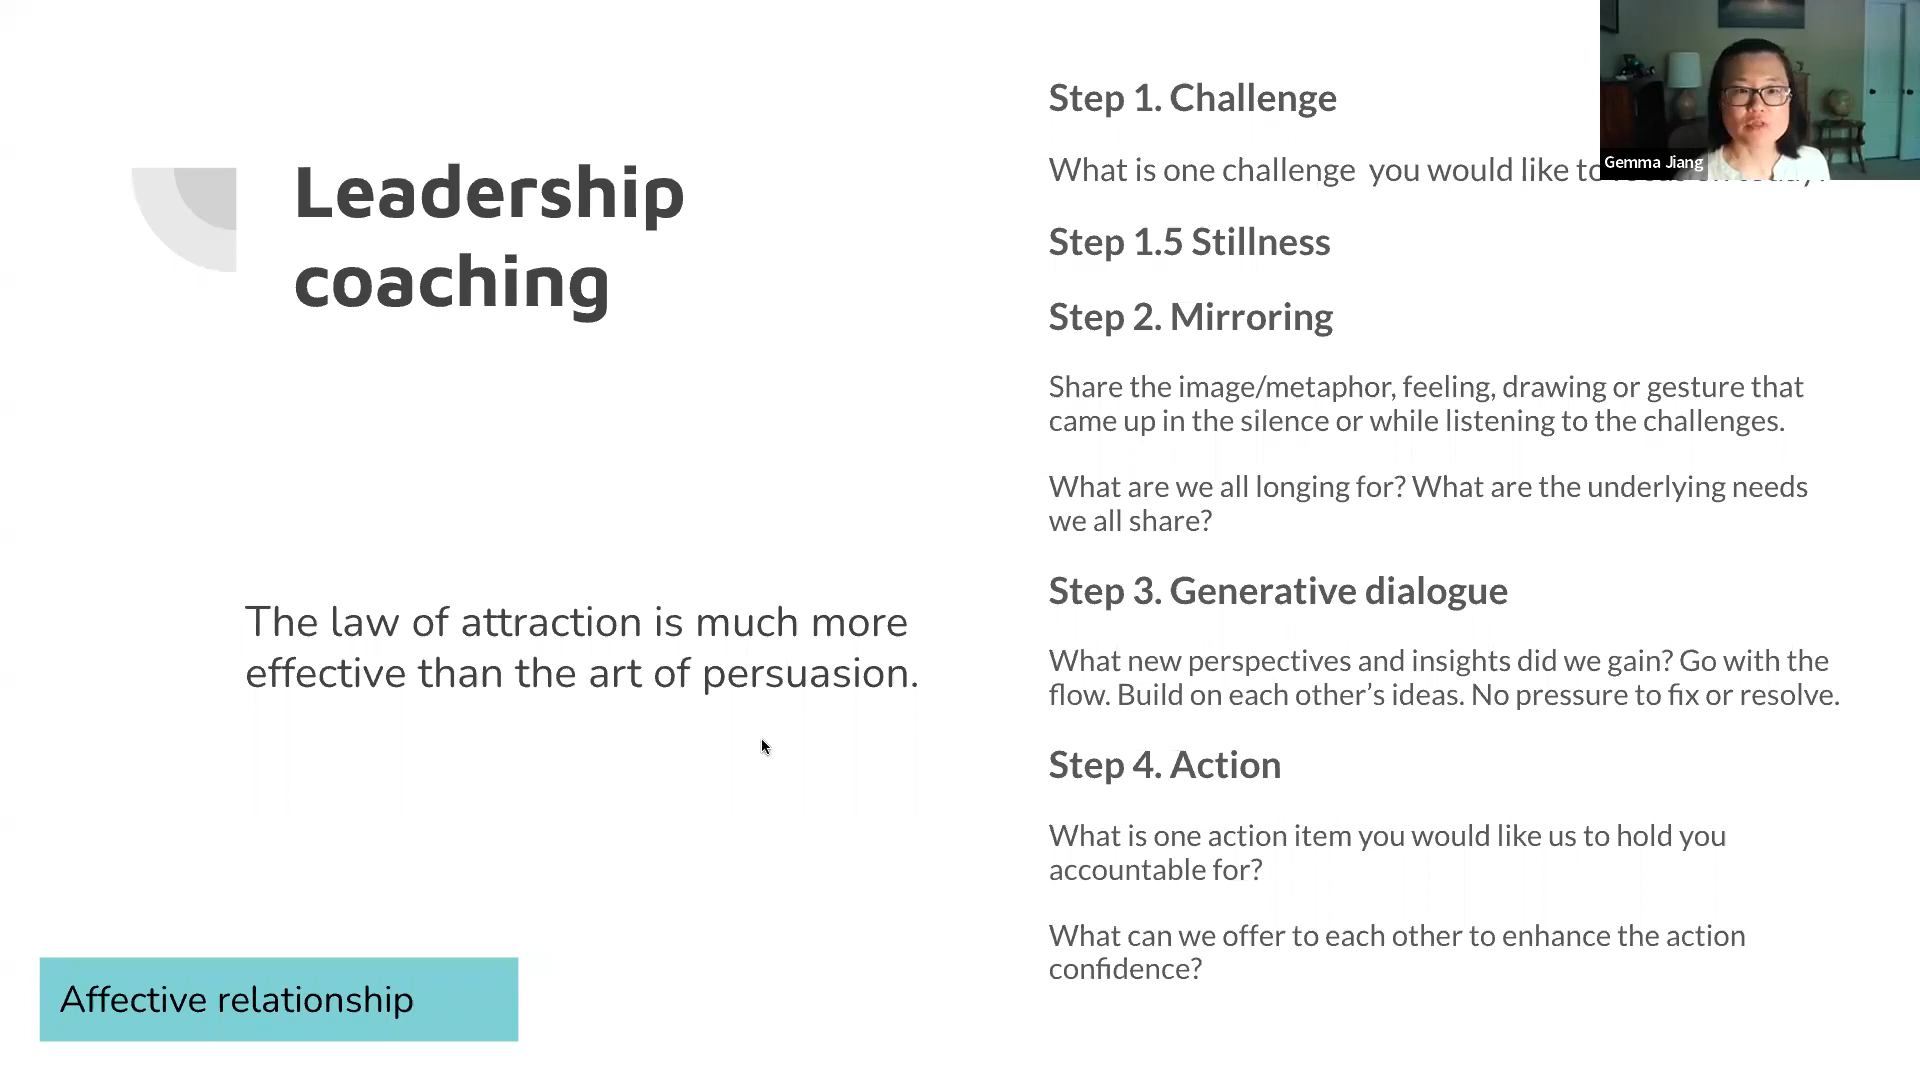 Leadership
coaching
The law of attraction is much more
effective than the art of persuasion.
Affective relationship
Step 1. Challenge
What is one challenge you would like to
Step 1.5 Stillness
Step 2. Mirroring
Share the image/metaphor, feeling, drawing or gesture that
came up in the silence or while listening to the challenges.
What are we all longing for? What are the underlying needs
we all share?
Step 3. Generative dialogue
What new perspectives and insights did we gain? Go with the
flow. Build on each other’s ideas. No pressure to fix or resolve.
Step 4. Action
What is one action item you would like us to hold you
accountable for?
What can we offer to each other to enhance the action
confidence?
Gemma Jiang